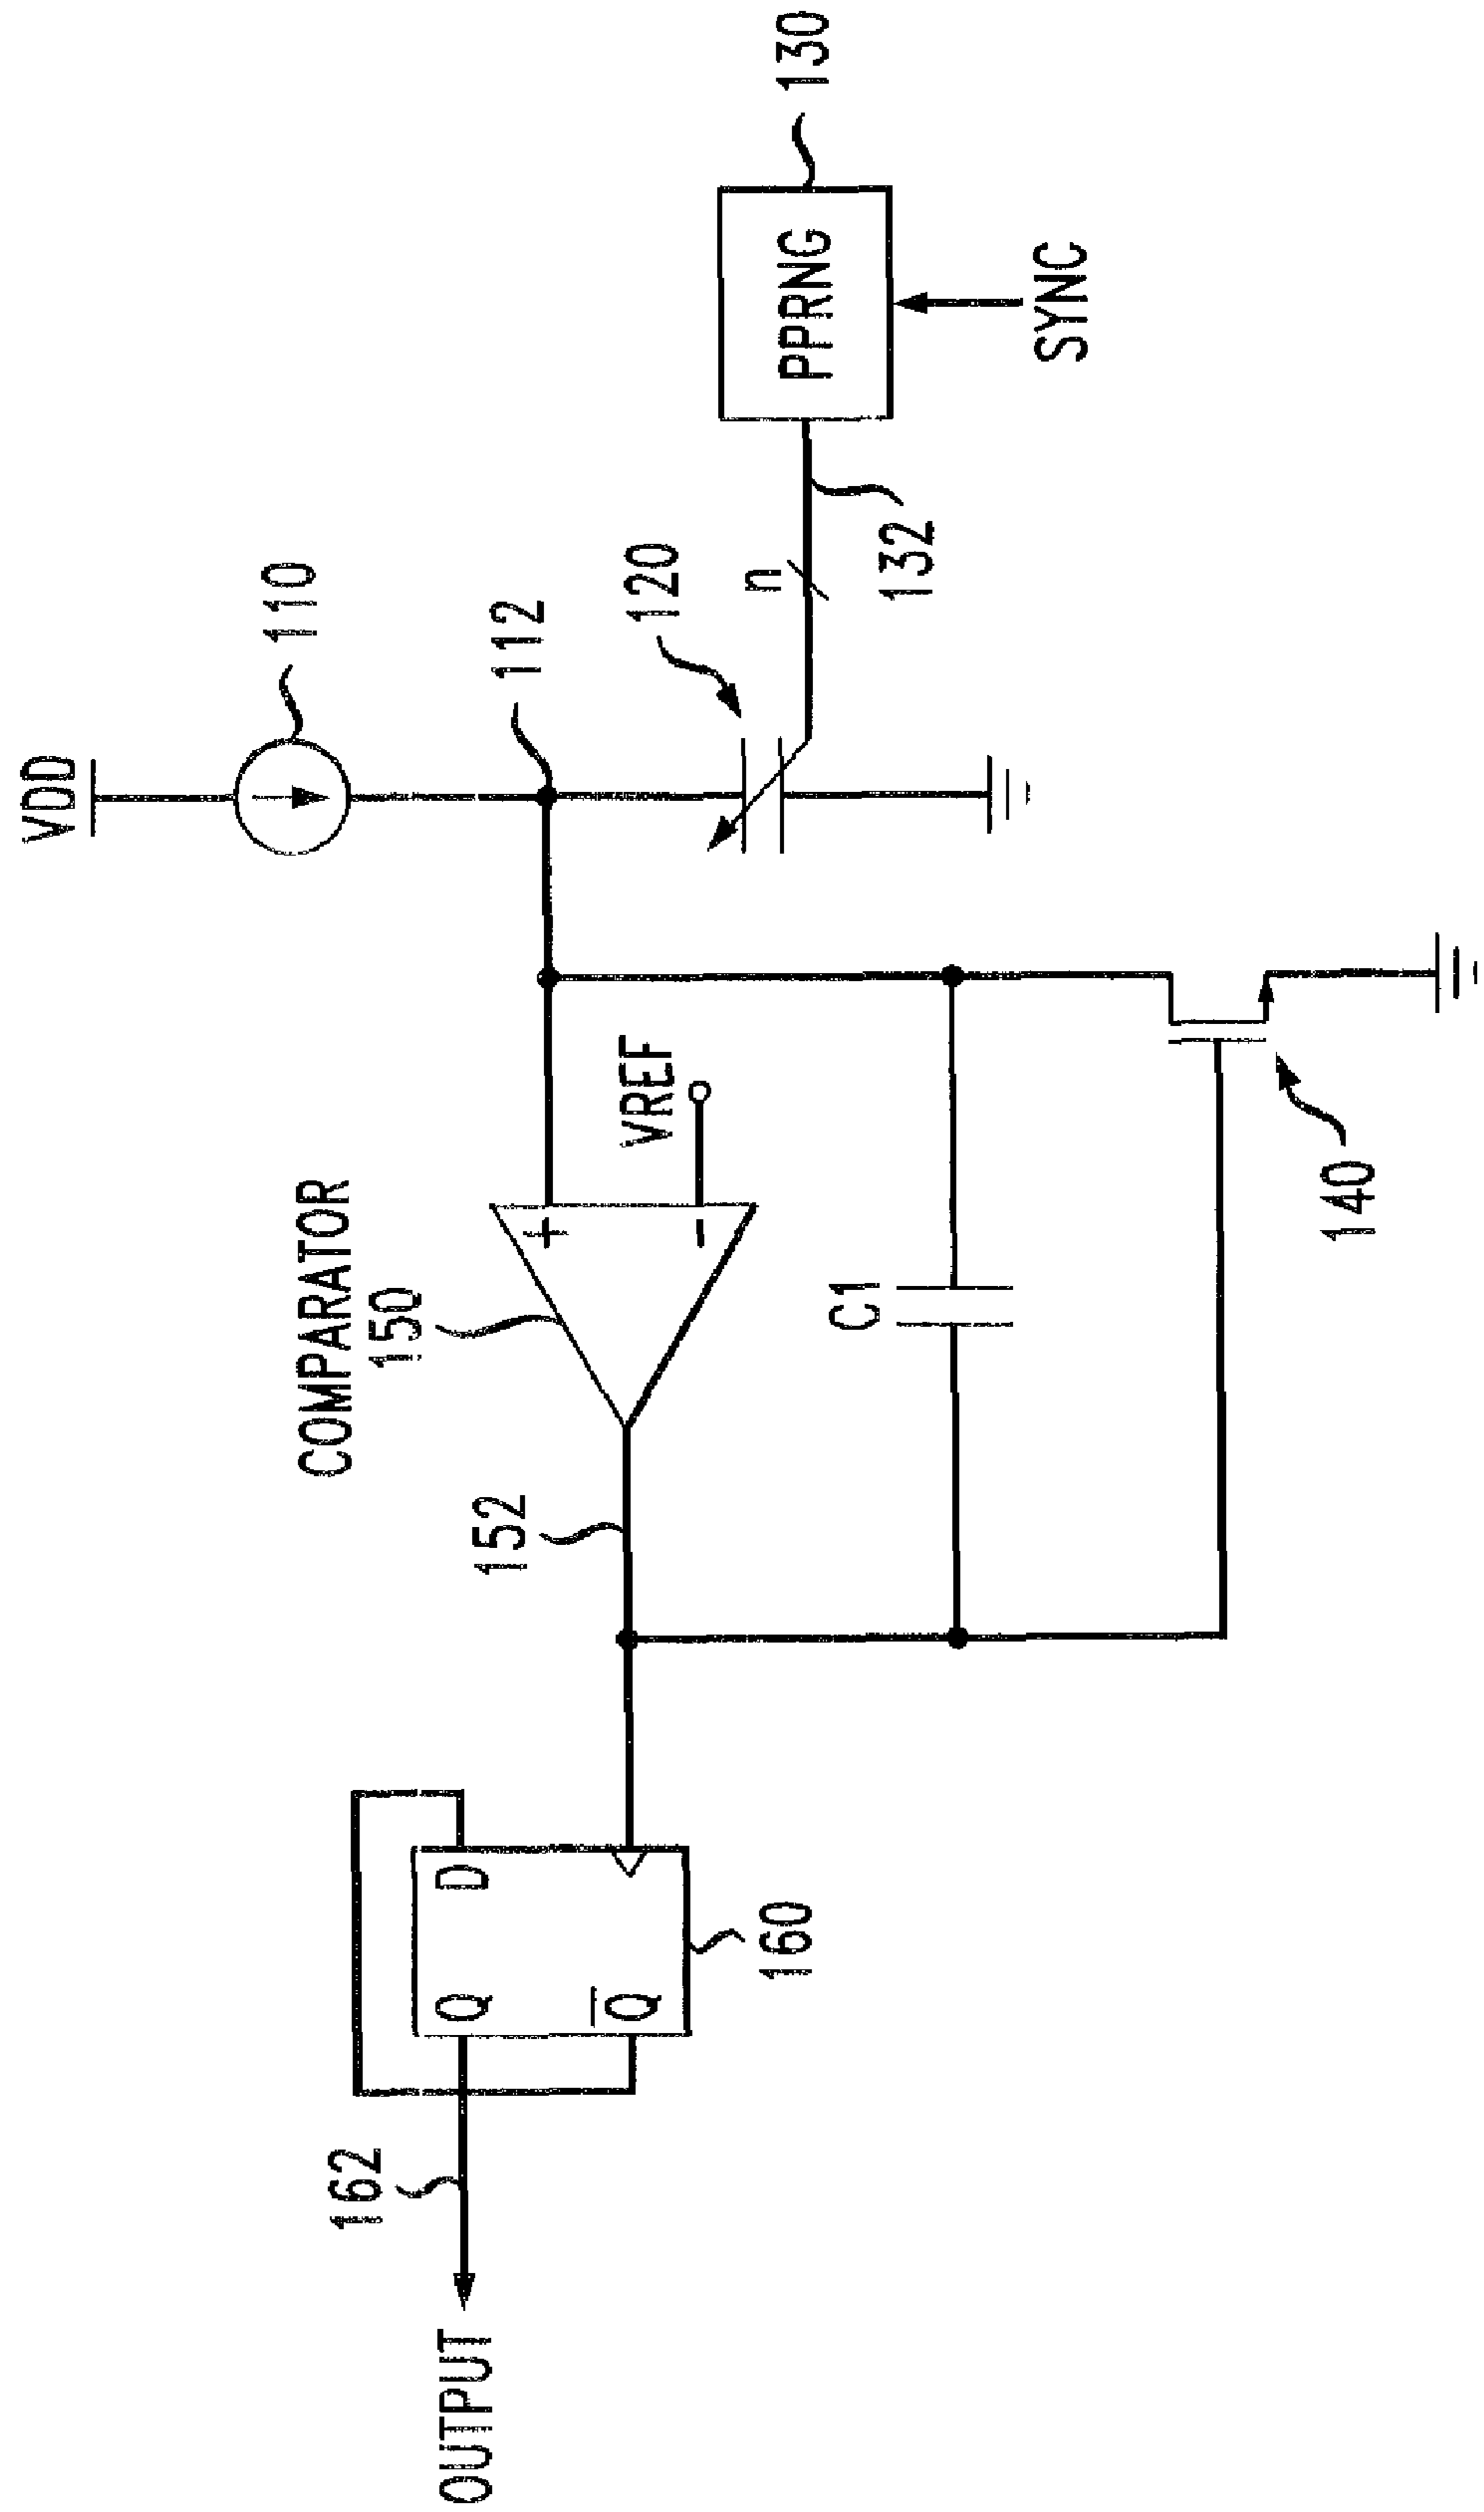 VDD
110
112
120
n
132
PPRNG
130
SYNC
COMPARATOR
150
+
-
VREF
152
C1
140
D
Q
Q̅
160
162
OUTPUT